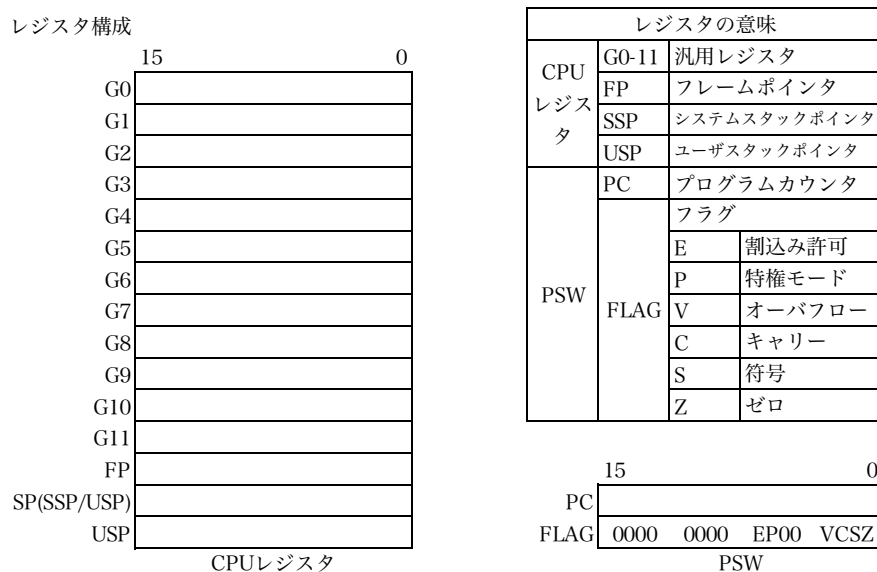 レジスタ構成
15 0
G0
G1
G2
G3
G4
G5
G6
G7
G8
G9
G10
G11
FP
SP(SSP/USP)
USP
CPUレジスタ
レジスタの意味
CPU
レジス
タ
G0-11 汎用レジスタ
FP フレームポインタ
SSP システムスタックポインタ
USP ユーザスタックポインタ
PSW
PC プログラムカウンタ
FLAG
フラグ
E 割込み許可
P 特権モード
V オーバフロー
C キャリー
S 符号
Z ゼロ
15 0
PC
FLAG 0000 0000 EP00 VCSZ
PSW